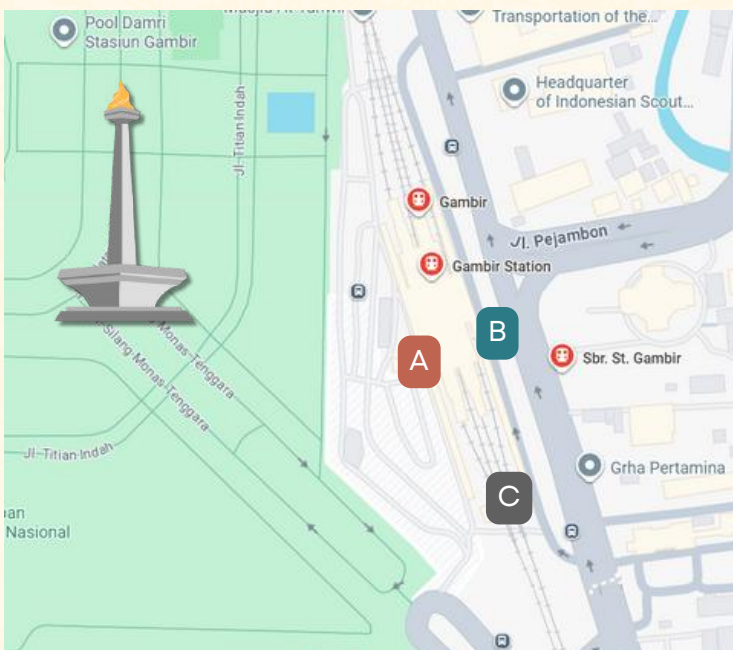 Pool Damri
Stasiun Gambir
Transportation of the...
Headquarter
of Indonesian Scout...
Jl. Titian Indah
Gambir
Jl. Pejambon
Gambir Station
B
A
Sbr. St. Gambir
Silang Monas Tenggara
Monas Tenggara
Jl. Titian Indah
Grha Pertamina
C
Nasional